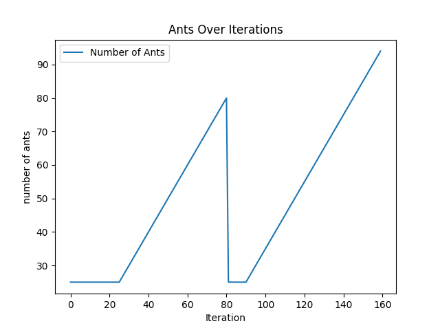 Ants Over Iterations
Number of Ants
number of ants
90
80
70
60
50
40
30
0 20 40 60 80 100 120 140 160
Iteration